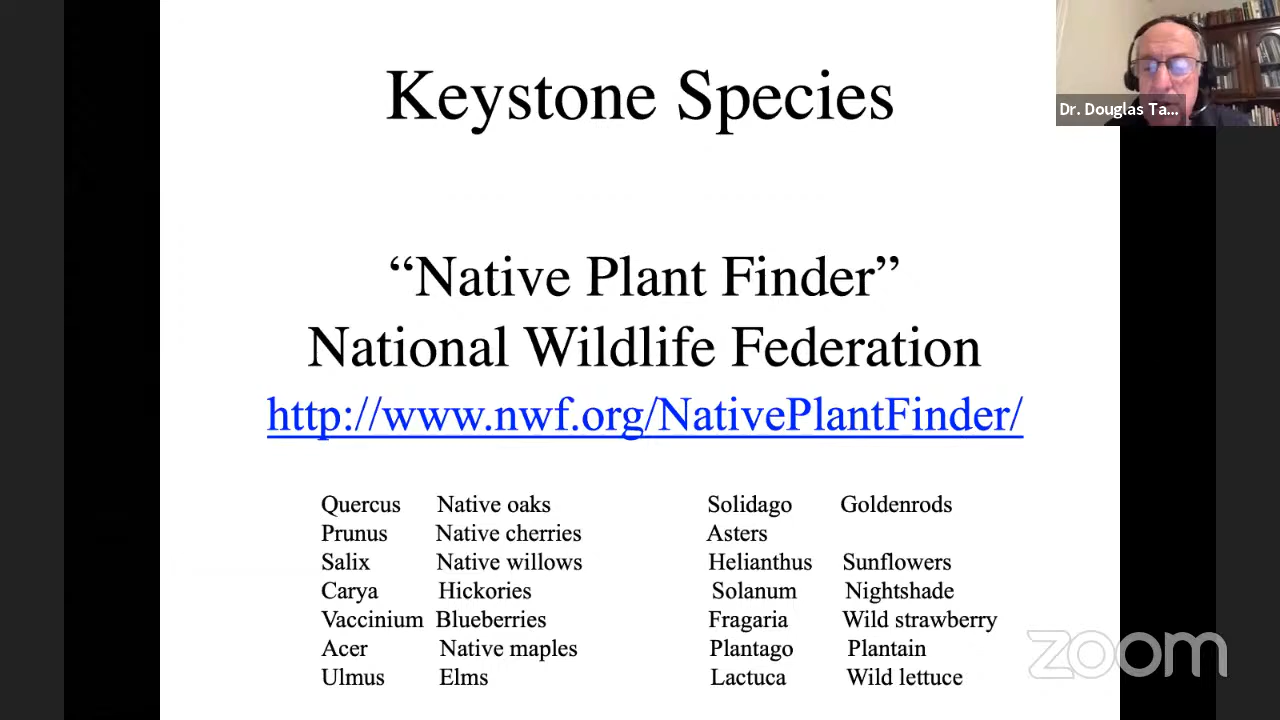 Keystone Species
Dr. Douglas Ta...
“Native Plant Finder”
National Wildlife Federation
http://www.nwf.org/NativePlantFinder/
Quercus Native oaks
Prunus Native cherries
Salix Native willows
Carya Hickories
Vaccinium Blueberries
Acer Native maples
Ulmus Elms
Solidago Goldenrods
Asters
Helianthus Sunflowers
Solanum Nightshade
Fragaria Wild strawberry
Plantago Plantain
Lactuca Wild lettuce
zoom